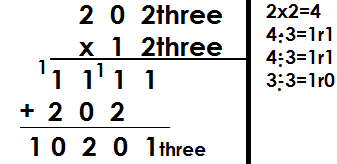 2 0 2three
x 1 2three
1 1 1 1 1 1
+ 2 0 2
1 0 2 0 1three
2x2=4
4÷3=1r1
4÷3=1r1
3÷3=1r0